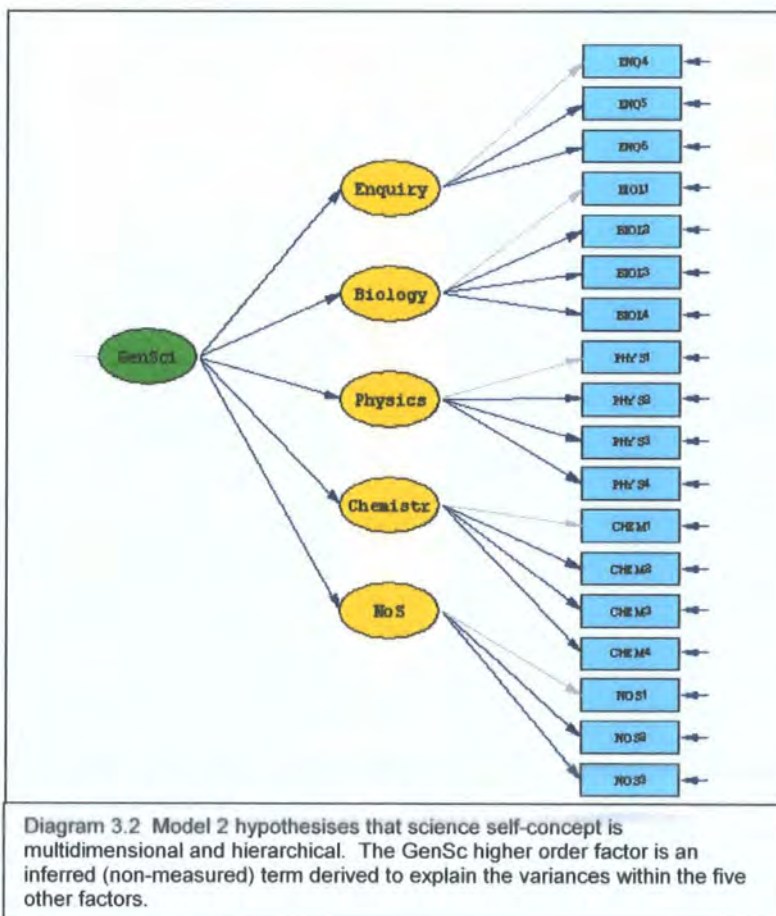 ENQ4
ENQ5
ENQ6
Enquiry
BIOL1
BIOL2
Biology
BIOL3
BIOL4
GenSci
PHYS1
Physics
PHYS2
PHYS3
PHYS4
Chemistr
CHEM1
CHEM2
CHEM3
NoS
CHEM4
NOS1
NOS2
NOS3
Diagram 3.2 Model 2 hypothesises that science self-concept is
multidimensional and hierarchical. The GenSc higher order factor is an
inferred (non-measured) term derived to explain the variances within the five
other factors.